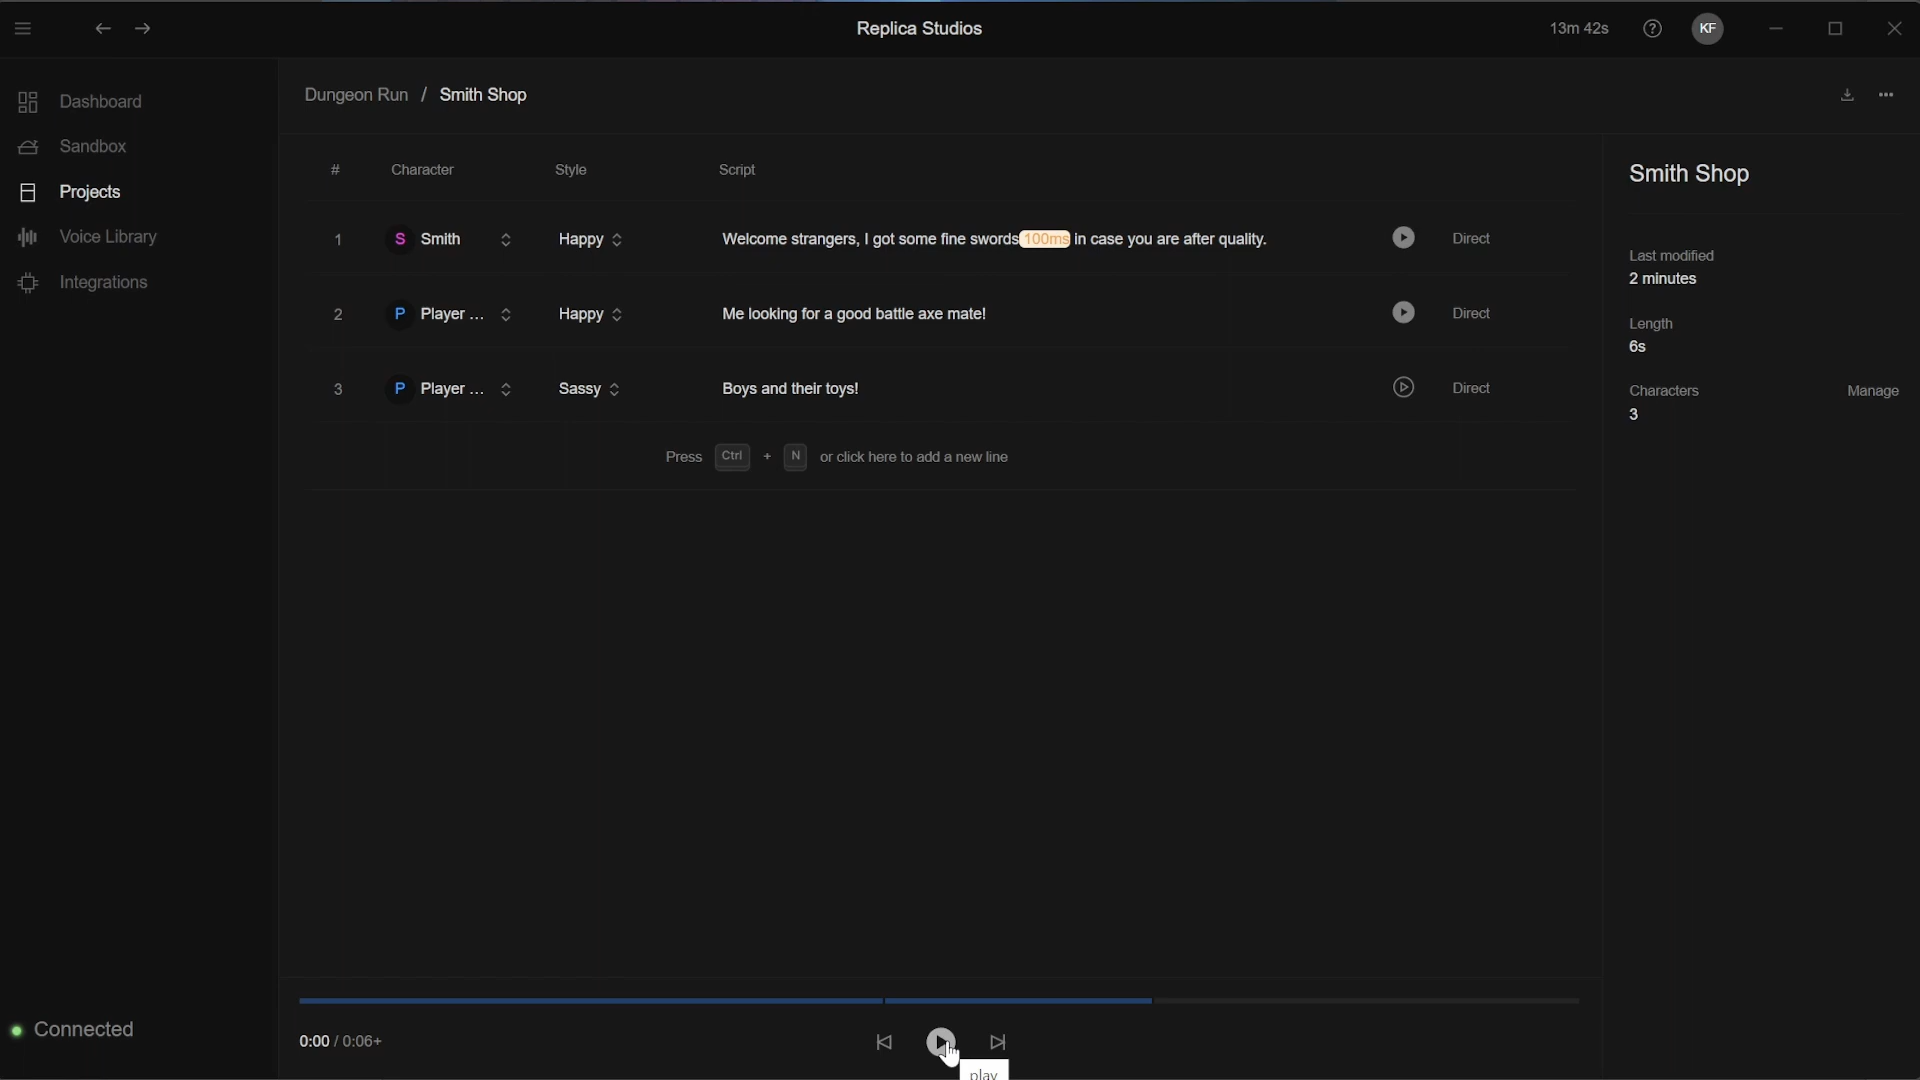 Replica Studios
13m 42s
KF
Dashboard
Sandbox
Projects
Voice Library
Integrations
Connected
Dungeon Run / Smith Shop
# Character Style Script
1 S Smith Happy Welcome strangers, I got some fine swords 100ms in case you are after quality. Direct
2 P Player ... Happy Me looking for a good battle axe mate! Direct
3 P Player ... Sassy Boys and their toys! Direct
Press Ctrl + N or click here to add a new line
Smith Shop
Last modified
2 minutes
Length
6s
Characters Manage
3
0:00 / 0:06+
play